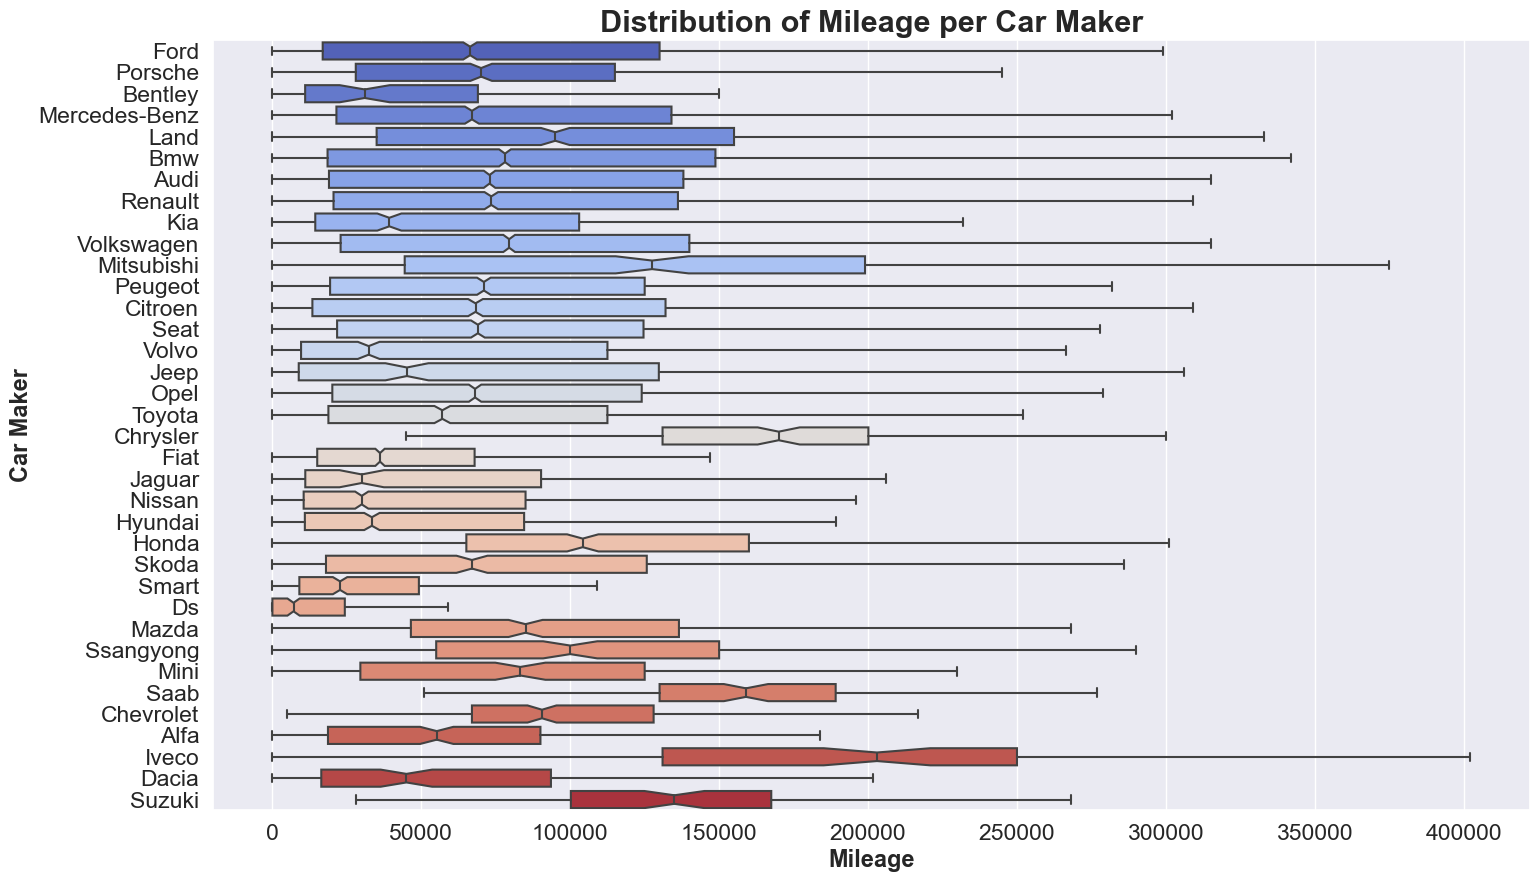 Distribution of Mileage per Car Maker
Ford
Porsche
Bentley
Mercedes-Benz
Land
Bmw
Audi
Renault
Kia
Volkswagen
Mitsubishi
Peugeot
Citroen
Seat
Volvo
Jeep
Opel
Toyota
Chrysler
Fiat
Jaguar
Nissan
Hyundai
Honda
Skoda
Smart
Ds
Mazda
Ssangyong
Mini
Saab
Chevrolet
Alfa
Iveco
Dacia
Suzuki
Car Maker
0 50000 100000 150000 200000 250000 300000 350000 400000
Mileage